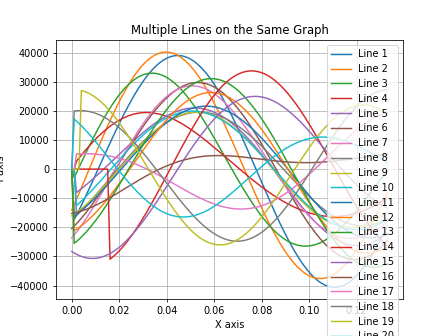 Multiple Lines on the Same Graph
40000
30000
20000
10000
0
−10000
−20000
−30000
−40000
0.00
0.02
0.04
0.06
0.08
0.10
X axis
Line 1
Line 2
Line 3
Line 4
Line 5
Line 6
Line 7
Line 8
Line 9
Line 10
Line 11
Line 12
Line 13
Line 14
Line 15
Line 16
Line 17
Line 18
Line 19
Line 20